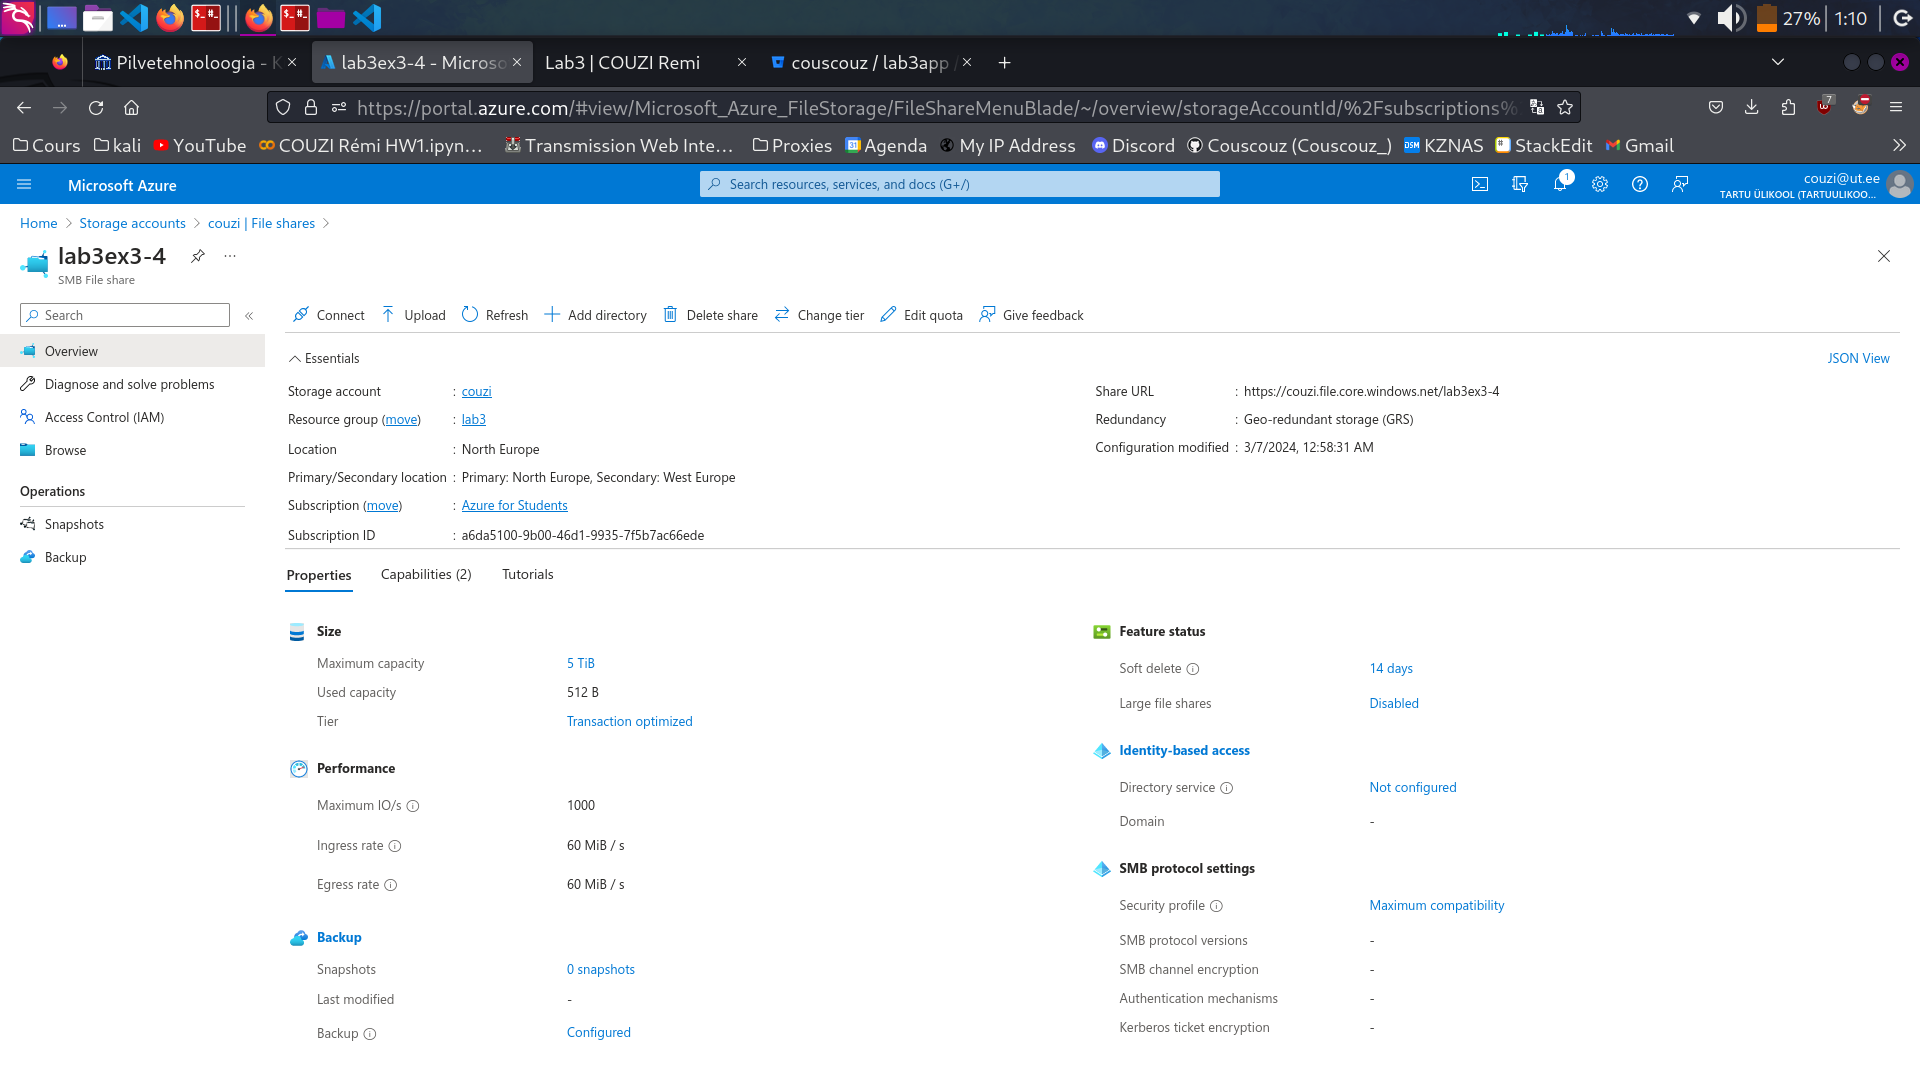 27% 1:10
Pilvetehnoloogia - K
lab3ex3-4 - Microso
Lab3 | COUZI Remi
couscouz / lab3app /
https://portal.azure.com/#view/Microsoft_Azure_FileStorage/FileShareMenuBlade/~/overview/storageAccountId/%2Fsubscriptions%
7
Cours kali YouTube COUZI Rémi HW1.ipyn… Transmission Web Inte… Proxies Agenda My IP Address Discord Couscouz (Couscouz_) KZNAS StackEdit Gmail
Microsoft Azure
Search resources, services, and docs (G+/)
1
couzi@ut.ee
TARTU ÜLIKOOL (TARTUULIKOO...
Home > Storage accounts > couzi | File shares >
lab3ex3-4
SMB File share
Search
Overview
Diagnose and solve problems
Access Control (IAM)
Browse
Operations
Snapshots
Backup
Connect Upload Refresh Add directory Delete share Change tier Edit quota Give feedback
Essentials
JSON View
Storage account : couzi
Resource group (move) : lab3
Location : North Europe
Primary/Secondary location : Primary: North Europe, Secondary: West Europe
Subscription (move) : Azure for Students
Subscription ID : a6da5100-9b00-46d1-9935-7f5b7ac66ede
Share URL : https://couzi.file.core.windows.net/lab3ex3-4
Redundancy : Geo-redundant storage (GRS)
Configuration modified : 3/7/2024, 12:58:31 AM
Properties Capabilities (2) Tutorials
Size
Maximum capacity 5 TiB
Used capacity 512 B
Tier Transaction optimized
Performance
Maximum IO/s 1000
Ingress rate 60 MiB / s
Egress rate 60 MiB / s
Backup
Snapshots 0 snapshots
Last modified -
Backup Configured
Feature status
Soft delete 14 days
Large file shares Disabled
Identity-based access
Directory service Not configured
Domain -
SMB protocol settings
Security profile Maximum compatibility
SMB protocol versions -
SMB channel encryption -
Authentication mechanisms -
Kerberos ticket encryption -